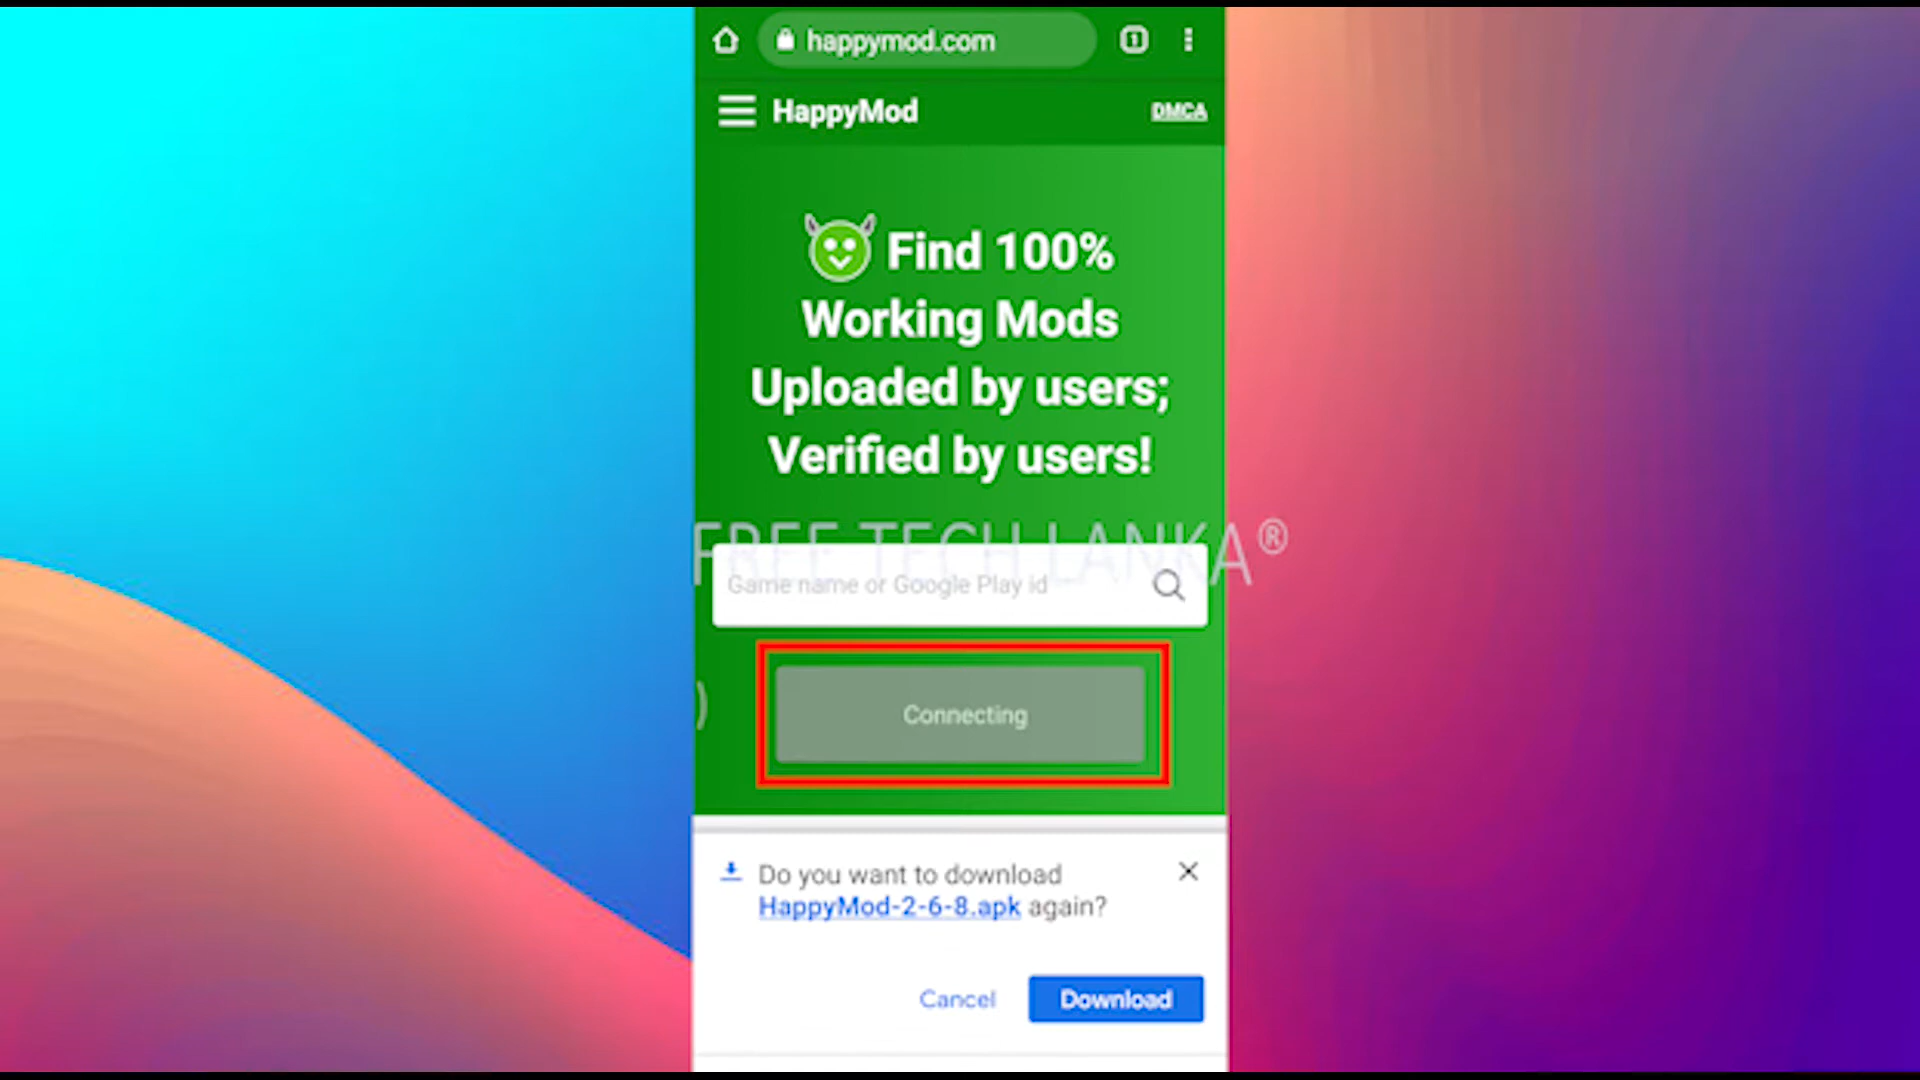 happymod.com
1
HappyMod
DMCA
Find 100%
Working Mods
Uploaded by users;
Verified by users!
FREE TECH LANKA®
Game name or Google Play id
)
Connecting
Do you want to download
HappyMod-2-6-8.apk again?
Cancel
Download